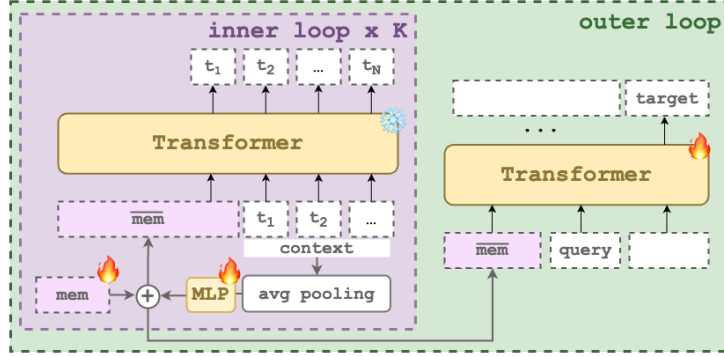 inner loop x K
t1 t2 … tN
Transformer
mem t1 t2 …
context
mem + MLP avg pooling
outer loop
target
...
Transformer
mem query